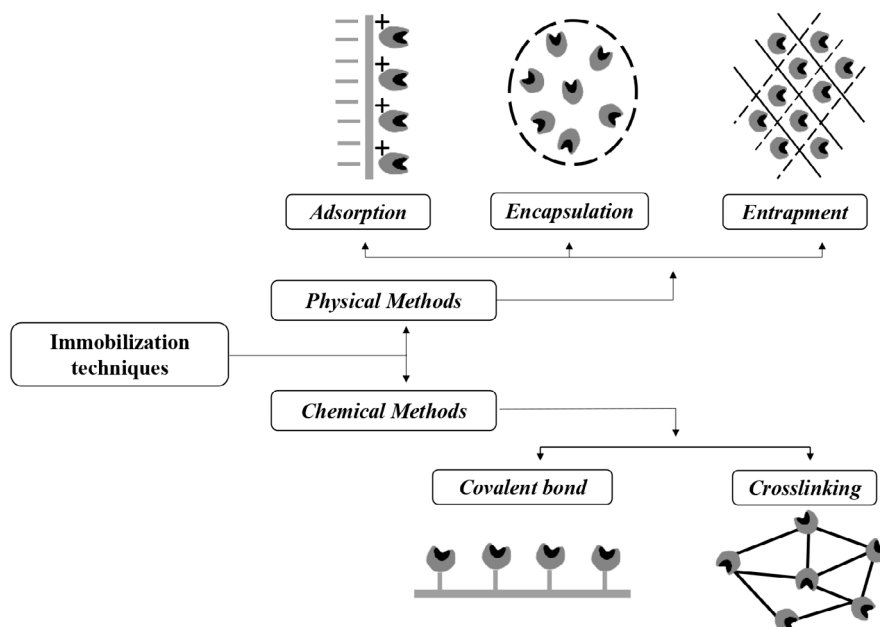 Adsorption
Encapsulation
Entrapment
Physical Methods
Immobilization
techniques
Chemical Methods
Covalent bond
Crosslinking